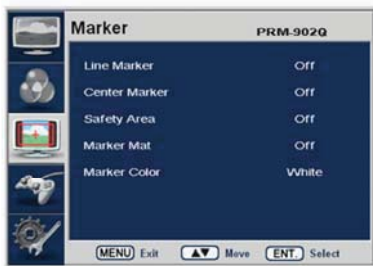 Marker PRM-902Q
Line Marker Off
Center Marker Off
Safety Area Off
Marker Mat Off
Marker Color White
MENU Exit ▲▼ Move ENT. Select